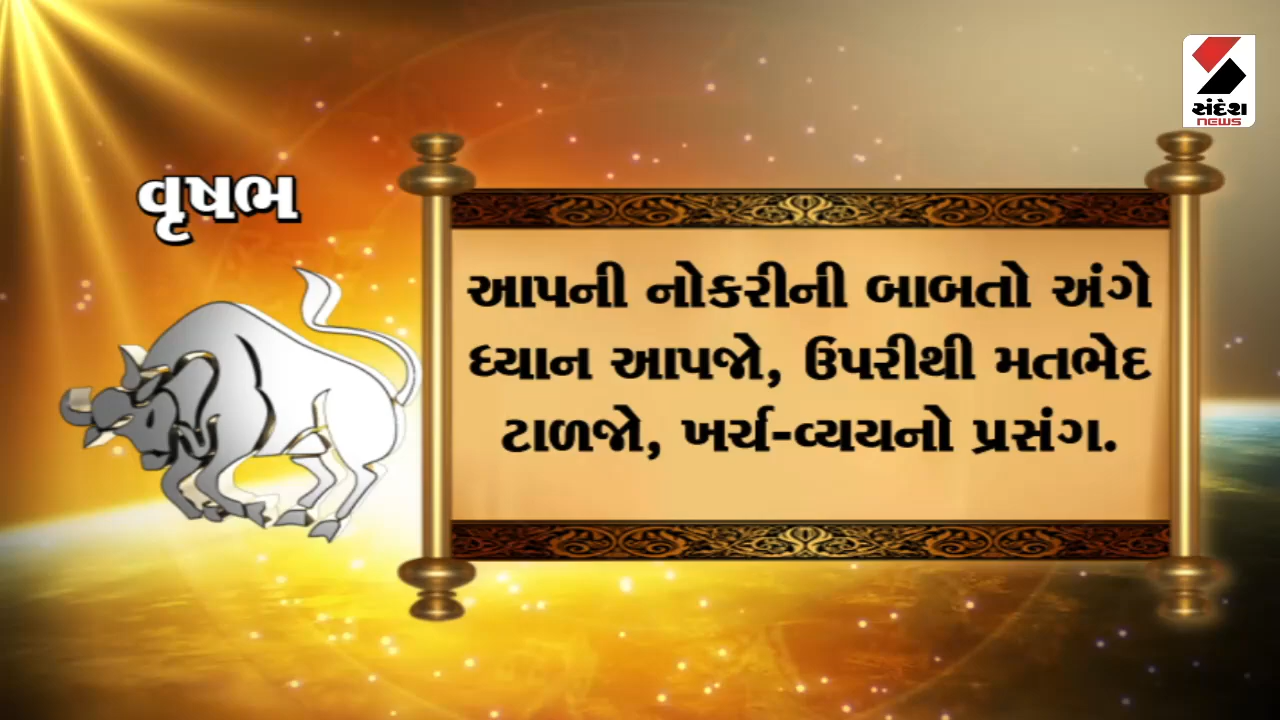 સંદેશ
NEWS
વૃષભ
આપની નોકરીની બાબતો અંગે
ધ્યાન આપજો, ઉપરીથી મતભેદ
ટાળજો, ખર્ચ-વ્યયનો પ્રસંગ.